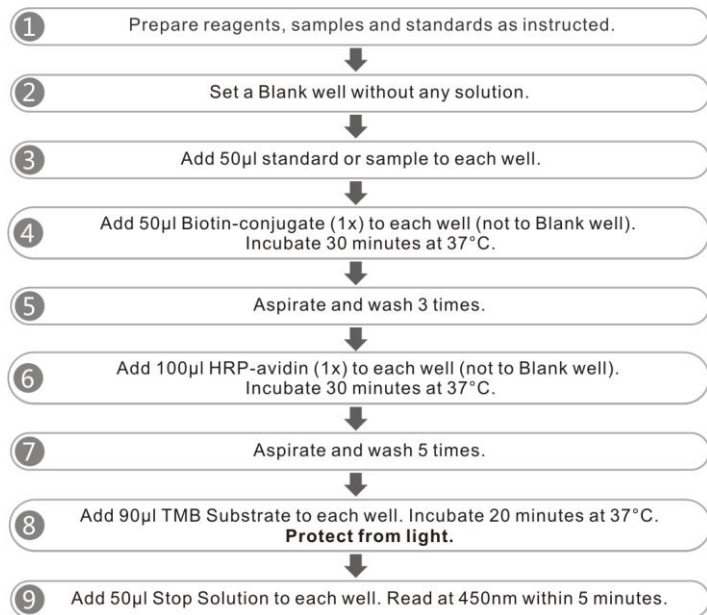 1 Prepare reagents, samples and standards as instructed.
2 Set a Blank well without any solution.
3 Add 50μl standard or sample to each well.
4 Add 50μl Biotin-conjugate (1x) to each well (not to Blank well).
Incubate 30 minutes at 37°C.
5 Aspirate and wash 3 times.
6 Add 100μl HRP-avidin (1x) to each well (not to Blank well).
Incubate 30 minutes at 37°C.
7 Aspirate and wash 5 times.
8 Add 90μl TMB Substrate to each well. Incubate 20 minutes at 37°C.
Protect from light.
9 Add 50μl Stop Solution to each well. Read at 450nm within 5 minutes.